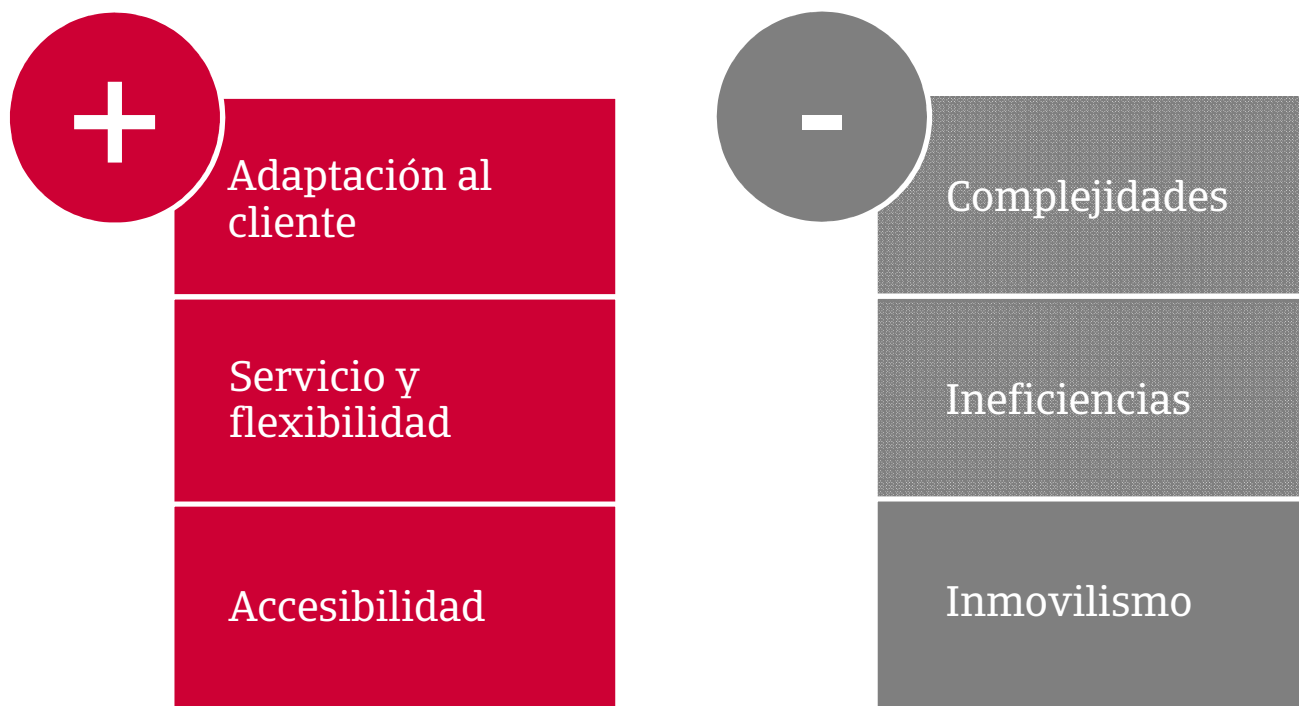 +
Adaptación al
cliente
Servicio y
flexibilidad
Accesibilidad
-
Complejidades
Ineficiencias
Inmovilismo